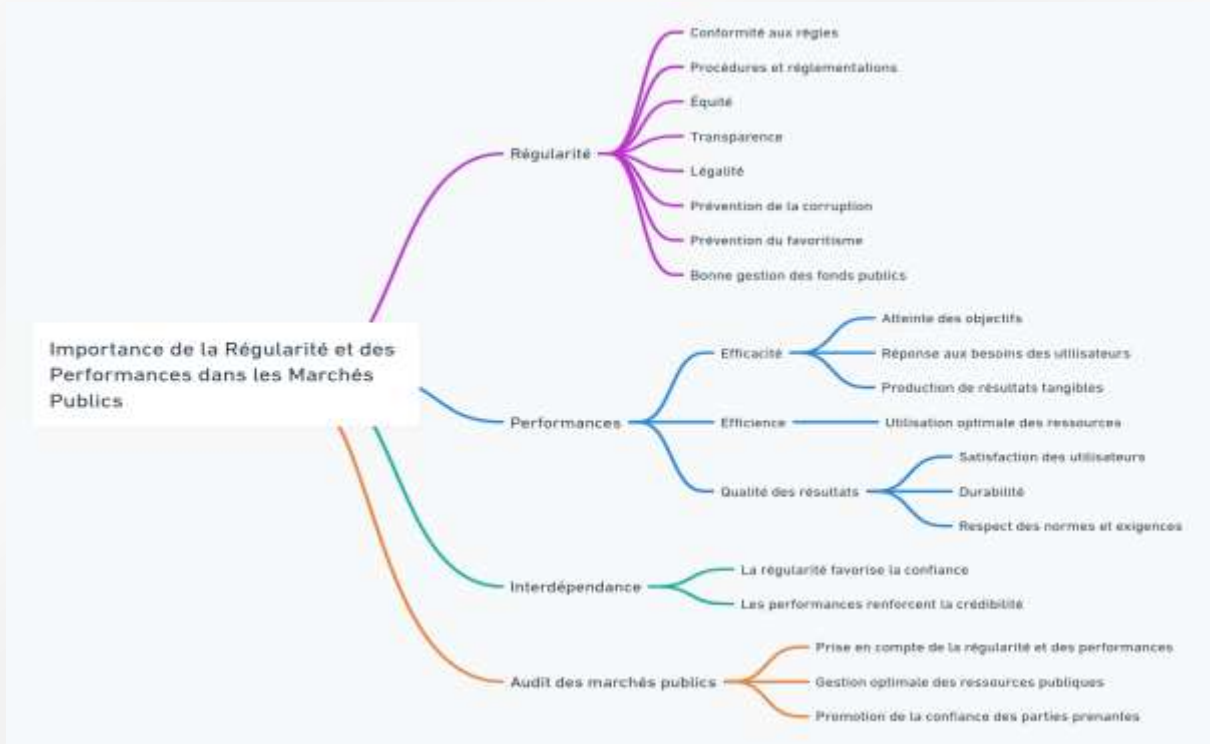 Importance de la Régularité et des
Performances dans les Marchés
Publics
Régularité
Conformité aux règles
Procédures et réglementations
Équité
Transparence
Légalité
Prévention de la corruption
Prévention du favoritisme
Bonne gestion des fonds publics
Performances
Efficacité
Atteinte des objectifs
Réponse aux besoins des utilisateurs
Production de résultats tangibles
Efficience
Utilisation optimale des ressources
Qualité des résultats
Satisfaction des utilisateurs
Durabilité
Respect des normes et exigences
Interdépendance
La régularité favorise la confiance
Les performances renforcent la crédibilité
Audit des marchés publics
Prise en compte de la régularité et des performances
Gestion optimale des ressources publiques
Promotion de la confiance des parties prenantes